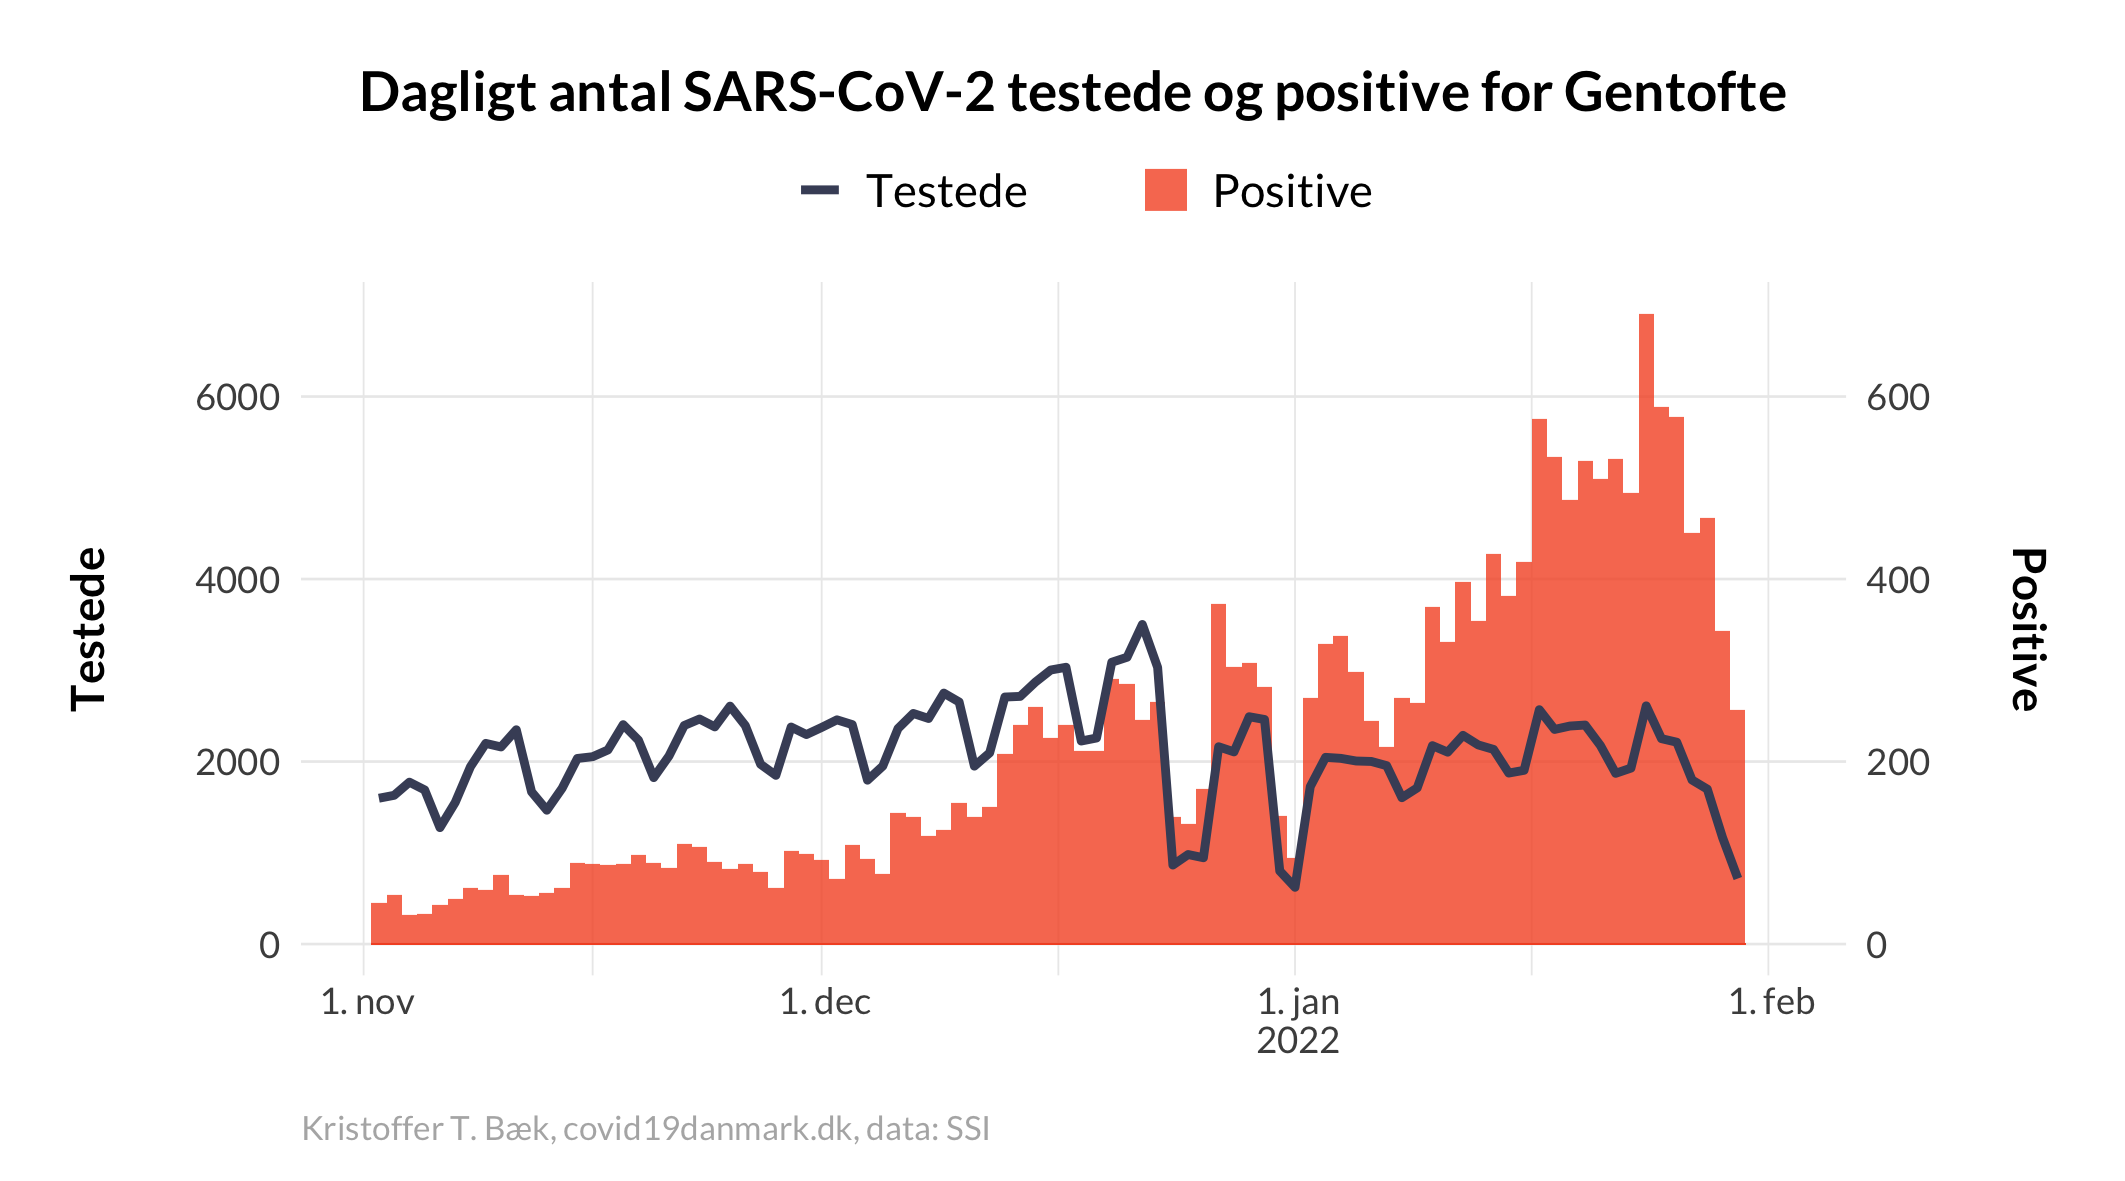 Dagligt antal SARS-CoV-2 testede og positive for Gentofte
Testede
Positive
6000
4000
2000
0
Testede
600
400
200
0
Positive
1. nov
1. dec
1. jan
2022
1. feb
Kristoffer T. Bæk, covid19danmark.dk, data: SSI